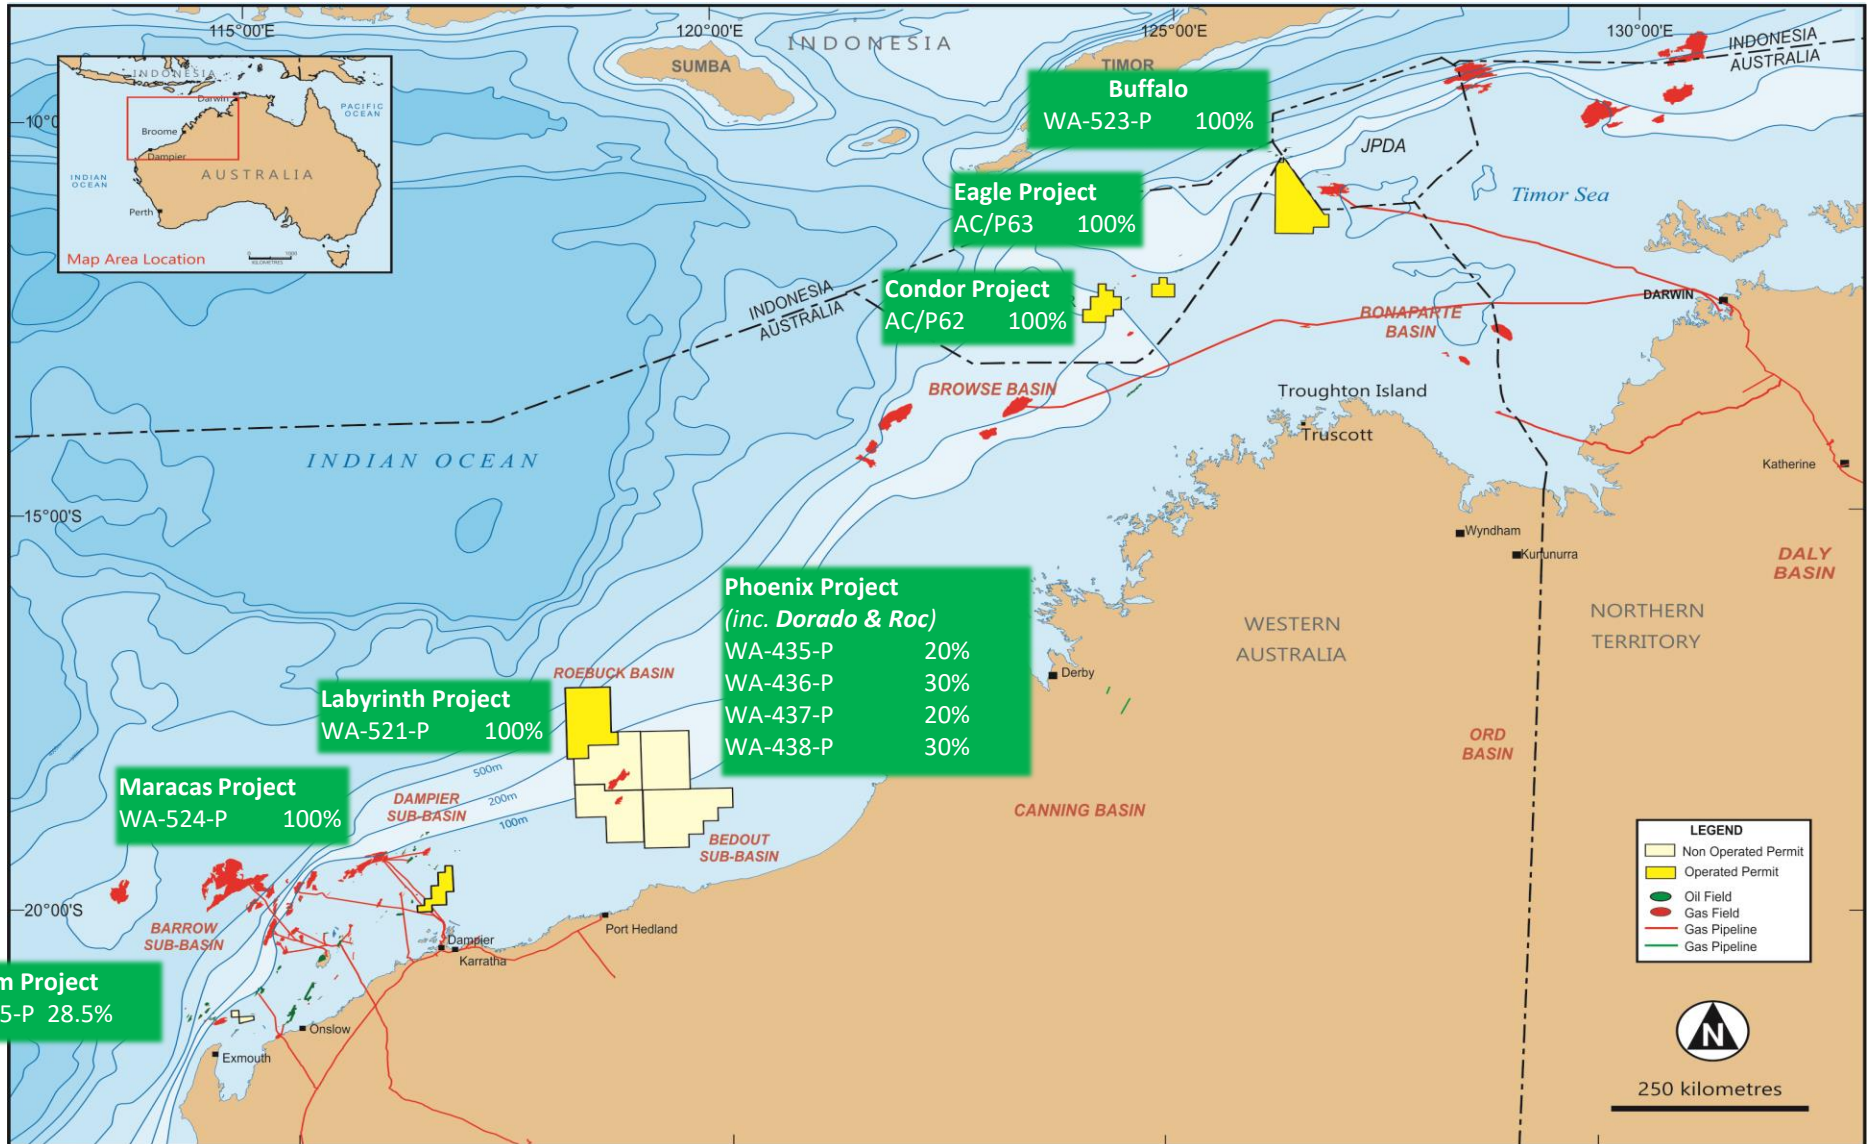 115°00'E
120°00'E
125°00'E
130°00'E
INDONESIA
INDONESIA
AUSTRALIA
SUMBA
TIMOR
INDONESIA
Darwin
PACIFIC
OCEAN
Broome
Dampier
AUSTRALIA
INDIAN
OCEAN
Perth
Map Area Location
0 1000
KILOMETRES
10°0
Buffalo
WA-523-P 100%
JPDA
Timor Sea
Eagle Project
AC/P63 100%
Condor Project
AC/P62 100%
INDONESIA
AUSTRALIA
DARWIN
BONAPARTE
BASIN
BROWSE BASIN
Troughton Island
Truscott
INDIAN OCEAN
Katherine
15°00'S
Wyndham
Kununurra
DALY
BASIN
Phoenix Project
(inc. Dorado & Roc)
WA-435-P 20%
WA-436-P 30%
WA-437-P 20%
WA-438-P 30%
WESTERN
AUSTRALIA
NORTHERN
TERRITORY
Derby
ROEBUCK BASIN
Labyrinth Project
WA-521-P 100%
ORD
BASIN
500m
200m
100m
Maracas Project
WA-524-P 100%
DAMPIER
SUB-BASIN
CANNING BASIN
BEDOUT
SUB-BASIN
LEGEND
Non Operated Permit
Operated Permit
Oil Field
Gas Field
Gas Pipeline
Gas Pipeline
20°00'S
BARROW
SUB-BASIN
Port Hedland
Dampier
Karratha
m Project
5-P 28.5%
Onslow
Exmouth
N
250 kilometres